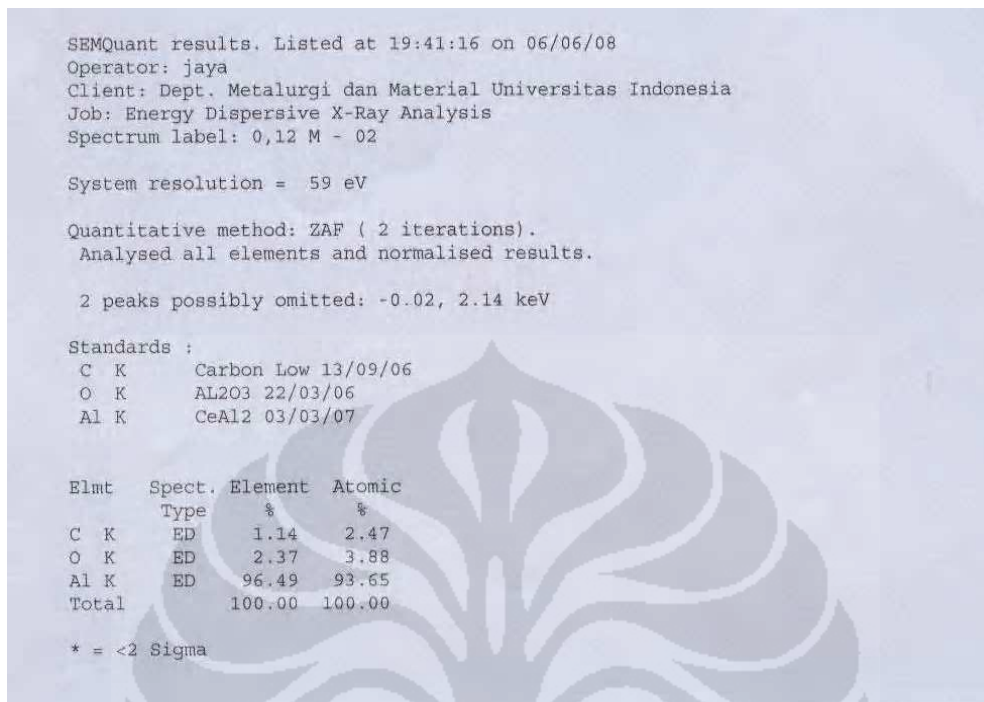 SEMQuant results. Listed at 19:41:16 on 06/06/08
Operator: jaya
Client: Dept. Metalurgi dan Material Universitas Indonesia
Job: Energy Dispersive X-Ray Analysis
Spectrum label: 0,12 M - 02
System resolution = 59 eV
Quantitative method: ZAF ( 2 iterations).
Analysed all elements and normalised results.
2 peaks possibly omitted: -0.02, 2.14 keV
Standards :
C K Carbon Low 13/09/06
O K AL2O3 22/03/06
Al K CeAl2 03/03/07
Elmt Spect. Element Atomic
Type % %
C K ED 1.14 2.47
O K ED 2.37 3.88
Al K ED 96.49 93.65
Total 100.00 100.00
* = <2 Sigma